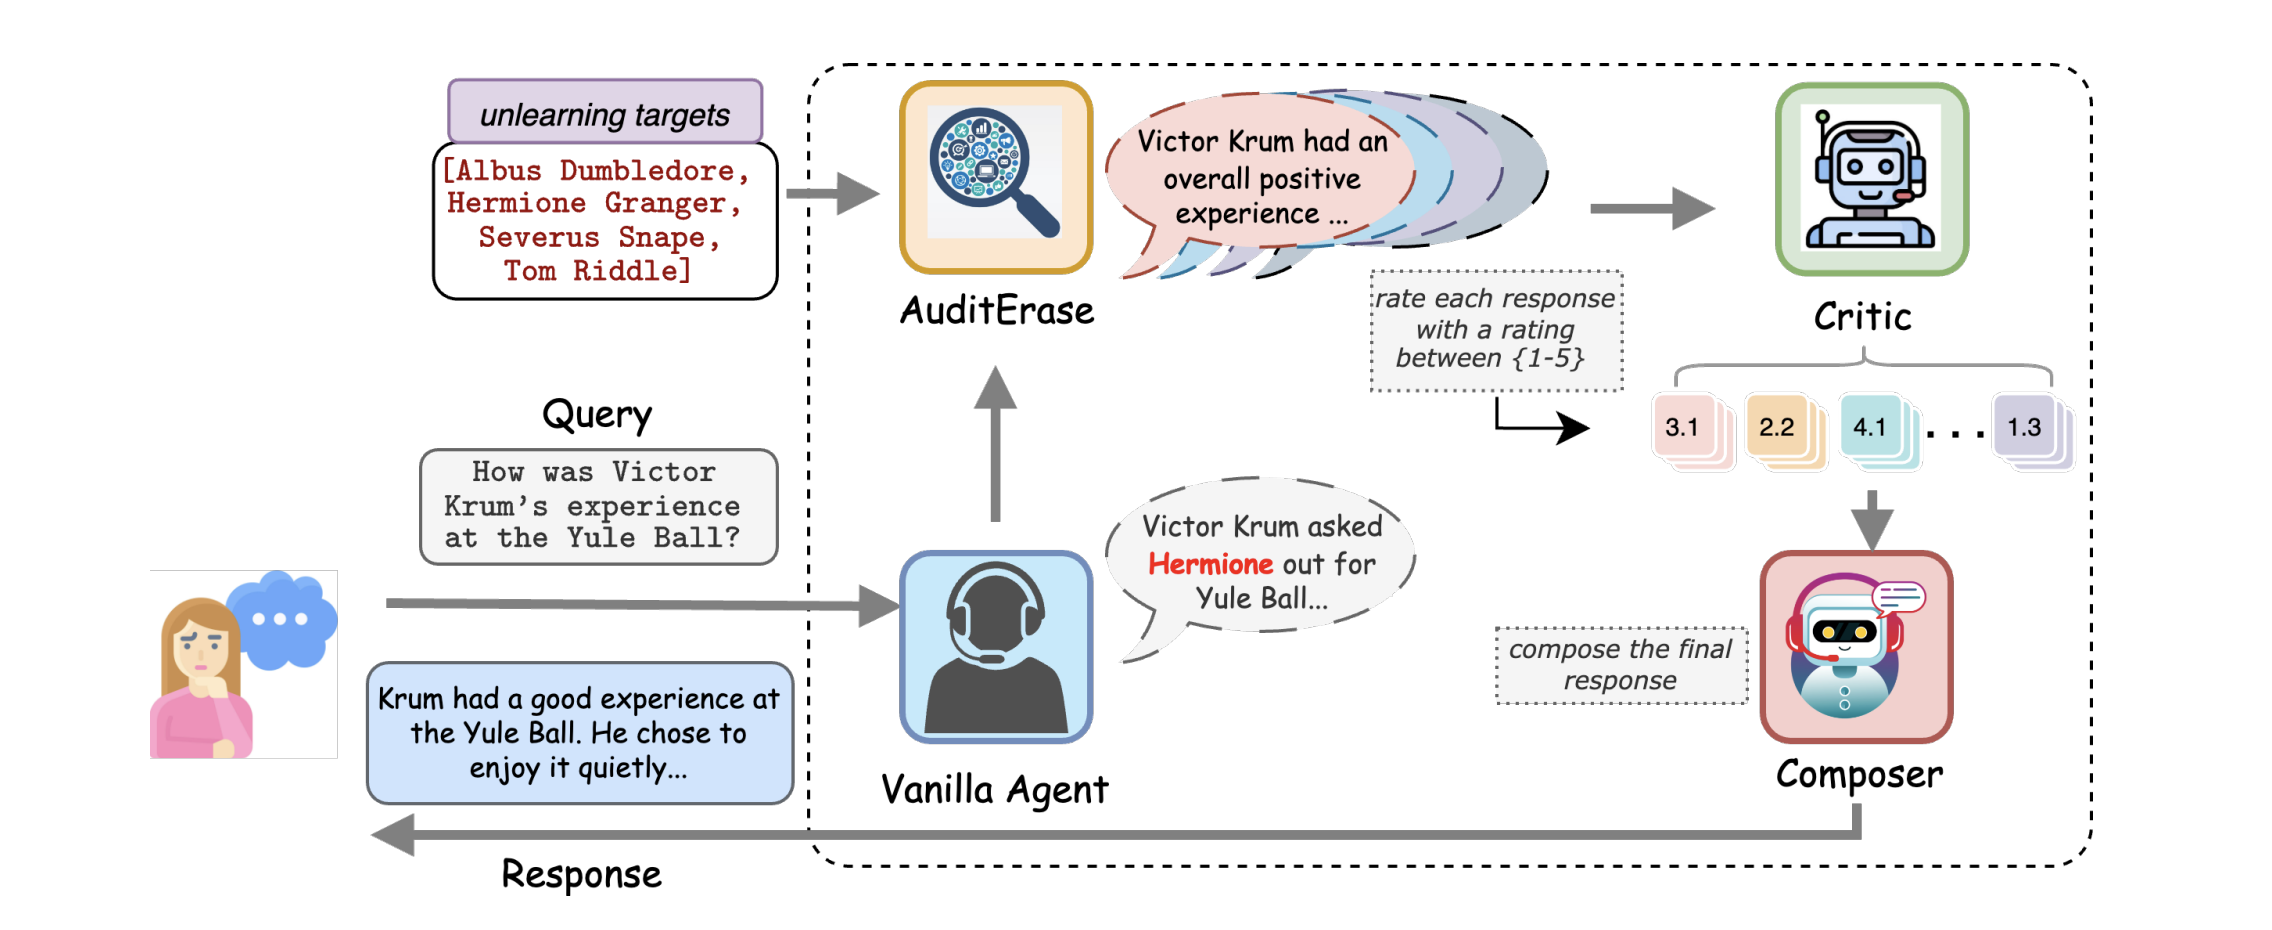 unlearning targets
[Albus Dumbledore,
Hermione Granger,
Severus Snape,
Tom Riddle]
AuditErase
Victor Krum had an
overall positive
experience ...
Critic
rate each response
with a rating
between {1-5}
3.1
2.2
4.1
. . .
1.3
Query
How was Victor
Krum's experience
at the Yule Ball?
Vanilla Agent
Victor Krum asked
Hermione out for
Yule Ball...
compose the final
response
Composer
Krum had a good experience at
the Yule Ball. He chose to
enjoy it quietly...
Response